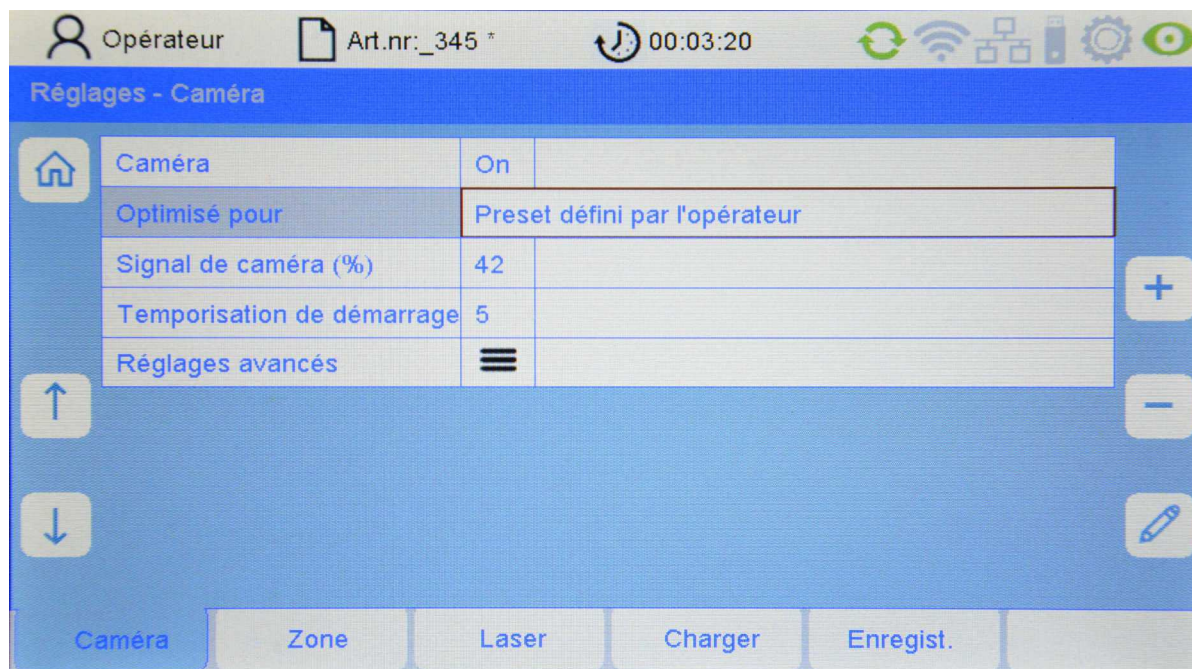 Opérateur Art.nr:_345 * 00:03:20
Réglages - Caméra
Caméra On
Optimisé pour Preset défini par l'opérateur
Signal de caméra (%) 42
Temporisation de démarrage 5
Réglages avancés
Caméra Zone Laser Charger Enregist.